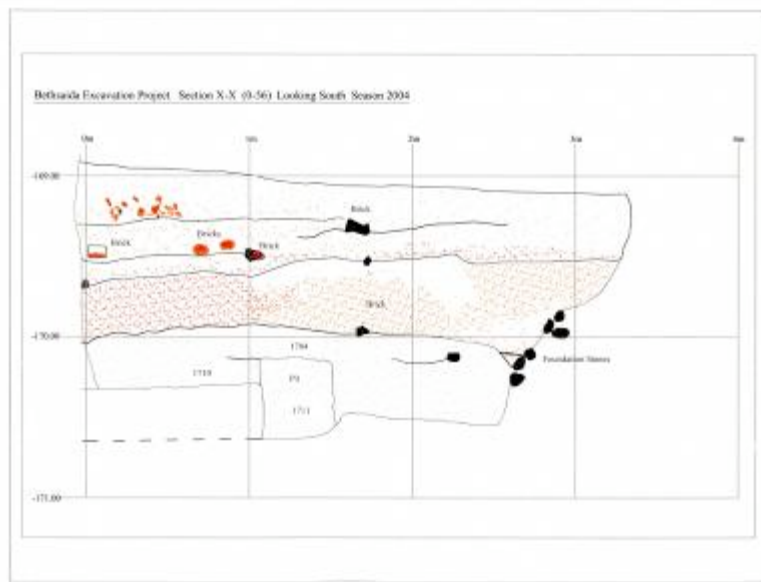 Bethsaida Excavation Project Section X-X (0-56) Looking South Season 2004
0m 1m 2m 3m 4m
-169.00
Brick
Brick Bricks Brick
Brick
-170.00
1704
Foundation Stones
1710 Pit
1711
-171.00